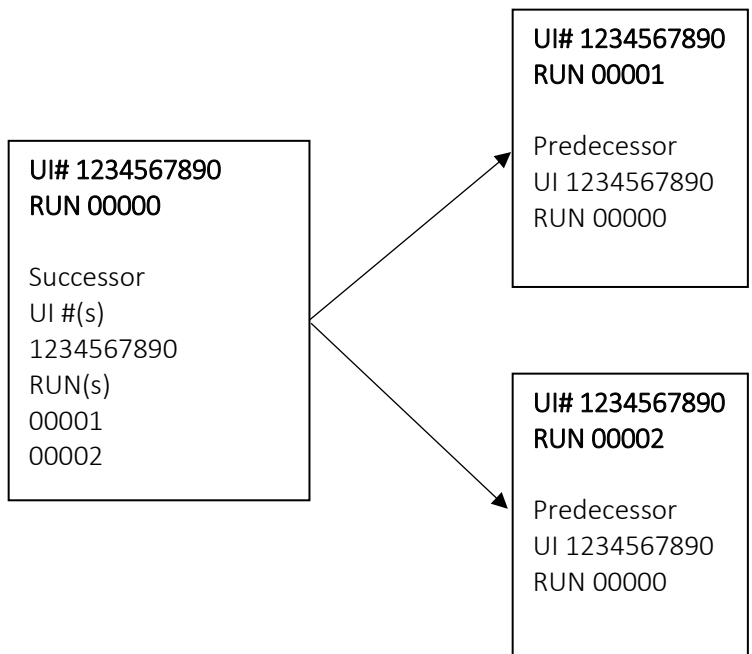 UI# 1234567890
RUN 00000
Successor
UI #(s)
1234567890
RUN(s)
00001
00002
UI# 1234567890
RUN 00001
Predecessor
UI 1234567890
RUN 00000
UI# 1234567890
RUN 00002
Predecessor
UI 1234567890
RUN 00000